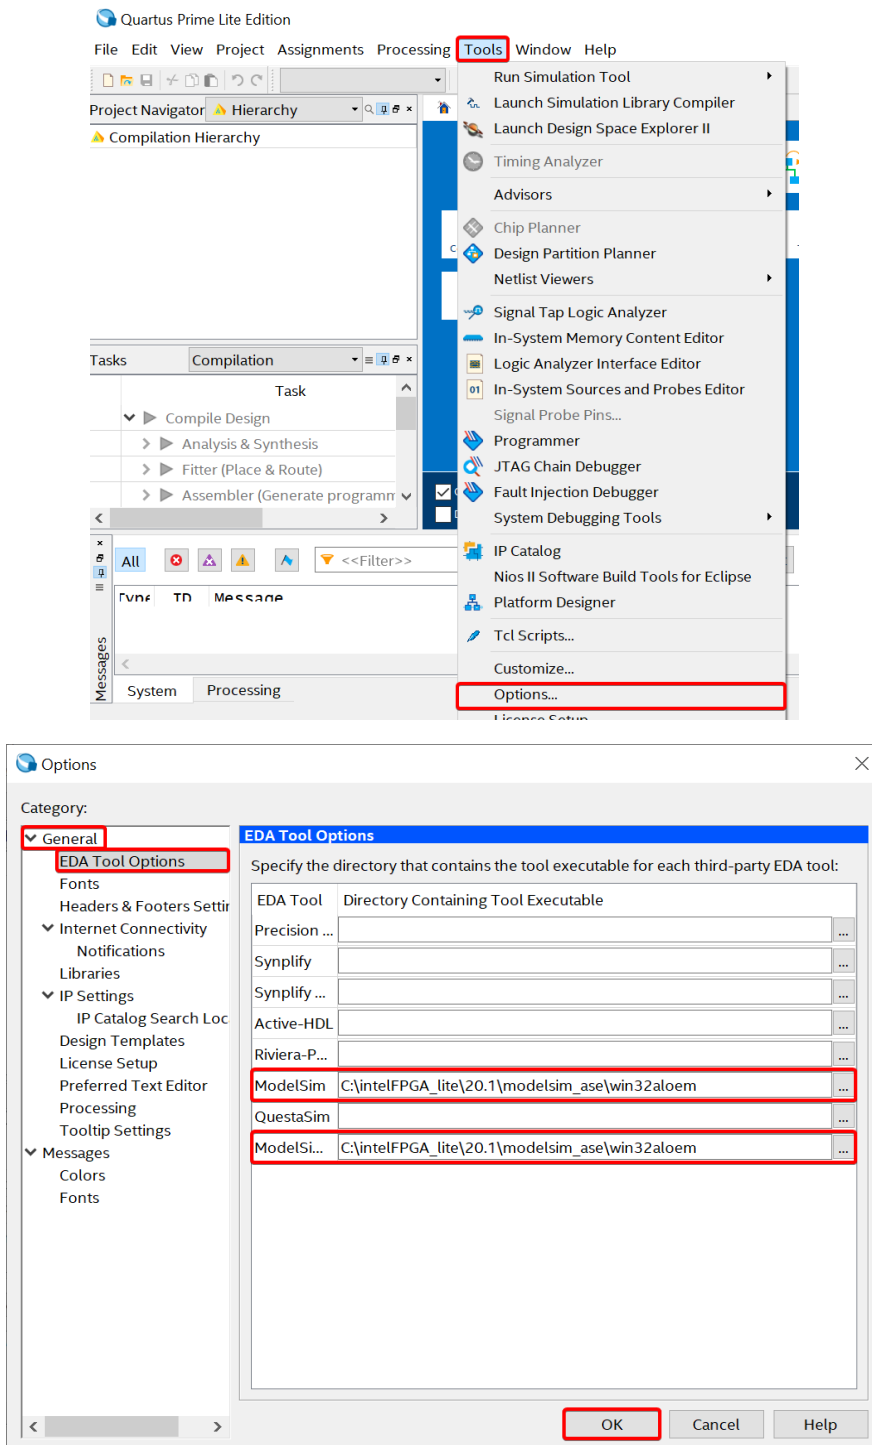 Quartus Prime Lite Edition
File Edit View Project Assignments Processing Tools Window Help
Project Navigator Hierarchy
Compilation Hierarchy
Run Simulation Tool
Launch Simulation Library Compiler
Launch Design Space Explorer II
Timing Analyzer
Advisors
Chip Planner
Design Partition Planner
Netlist Viewers
Signal Tap Logic Analyzer
In-System Memory Content Editor
Logic Analyzer Interface Editor
In-System Sources and Probes Editor
Signal Probe Pins...
Programmer
JTAG Chain Debugger
Fault Injection Debugger
System Debugging Tools
IP Catalog
Nios II Software Build Tools for Eclipse
Platform Designer
Tcl Scripts...
Customize...
Options...
License Setup
Tasks Compilation
Task
Compile Design
Analysis & Synthesis
Fitter (Place & Route)
Assembler (Generate programm
All <<Filter>>
Type ID Message
Messages
System Processing
Options
Category:
General
EDA Tool Options
Fonts
Headers & Footers Settir
Internet Connectivity
Notifications
Libraries
IP Settings
IP Catalog Search Loc
Design Templates
License Setup
Preferred Text Editor
Processing
Tooltip Settings
Messages
Colors
Fonts
EDA Tool Options
Specify the directory that contains the tool executable for each third-party EDA tool:
EDA Tool Directory Containing Tool Executable
Precision ... ...
Synplify ...
Synplify ... ...
Active-HDL ...
Riviera-P... ...
ModelSim C:\intelFPGA_lite\20.1\modelsim_ase\win32aloem ...
QuestaSim ...
ModelSi... C:\intelFPGA_lite\20.1\modelsim_ase\win32aloem ...
OK Cancel Help